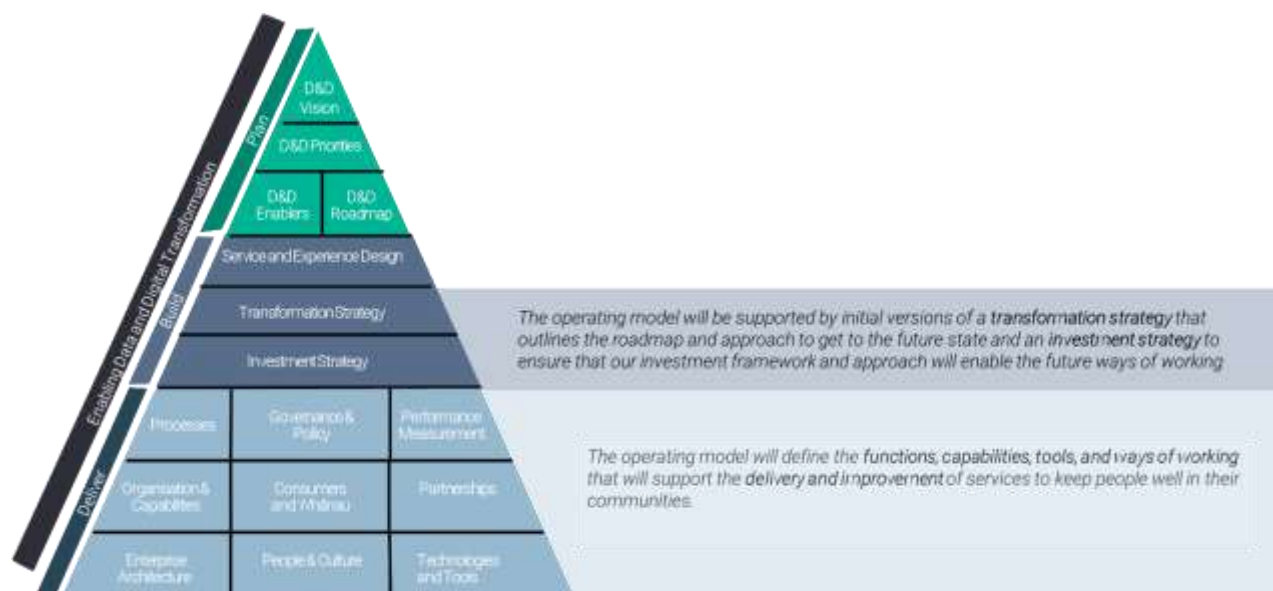 Enabling Data and Digital Transformation
Plan
D&D
Vision
D&D Priorities
D&D
Enablers
D&D
Roadmap
Build
Service and Experience Design
Transformation Strategy
Investment Strategy
The operating model will be supported by initial versions of a transformation strategy that
outlines the roadmap and approach to get to the future state and an investment strategy to
ensure that our investment framework and approach will enable the future ways of working
Deliver
Processes
Governance &
Policy
Performance
Measurement
Organisation &
Capabilities
Consumers
and Whānau
Partnerships
Enterprise
Architecture
People & Culture
Technologies
and Tools
The operating model will define the functions, capabilities, tools, and ways of working
that will support the delivery and improvement of services to keep people well in their
communities.